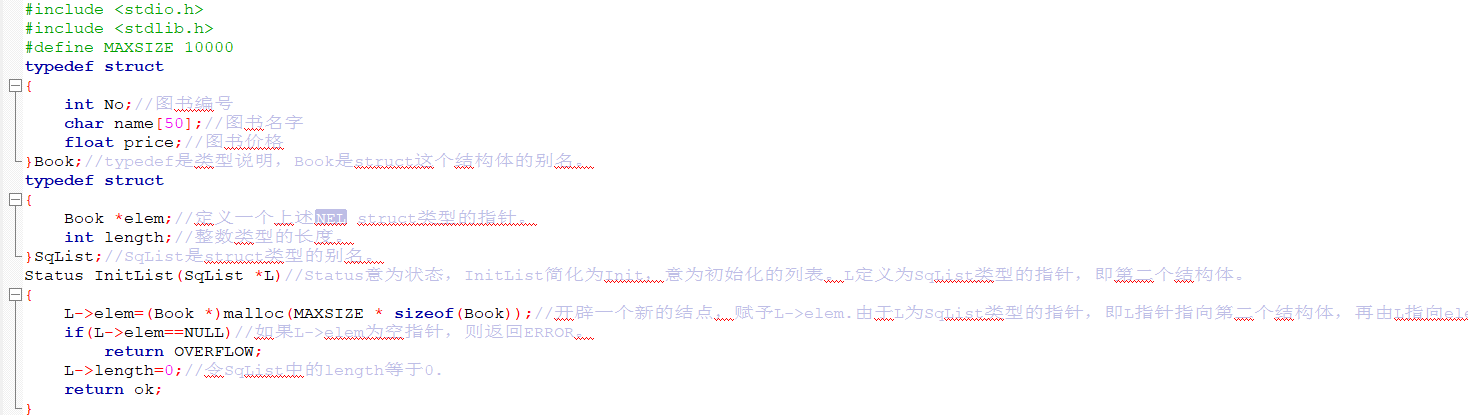 #include <stdio.h>
#include <stdlib.h>
#define MAXSIZE 10000
typedef struct
{
int No;//图书编号
char name[50];//图书名字
float price;//图书价格
}Book;//typedef是类型说明，Book是struct这个结构体的别名。
typedef struct
{
Book *elem;//定义一个上述NEL struct类型的指针。
int length;//整数类型的长度。
}SqList;//SqList是struct类型的别名。
Status InitList(SqList *L)//Status意为状态，InitList简化为Init，意为初始化的列表。L定义为SqList类型的指针，即第二个结构体。
{
L->elem=(Book *)malloc(MAXSIZE * sizeof(Book));//开辟一个新的结点，赋予L->elem.由于L为SqList类型的指针，即L指针指向第二个结构体，再由L指向ele
if(L->elem==NULL)//如果L->elem为空指针，则返回ERROR。
return OVERFLOW;
L->length=0;//令SqList中的length等于0.
return ok;
}